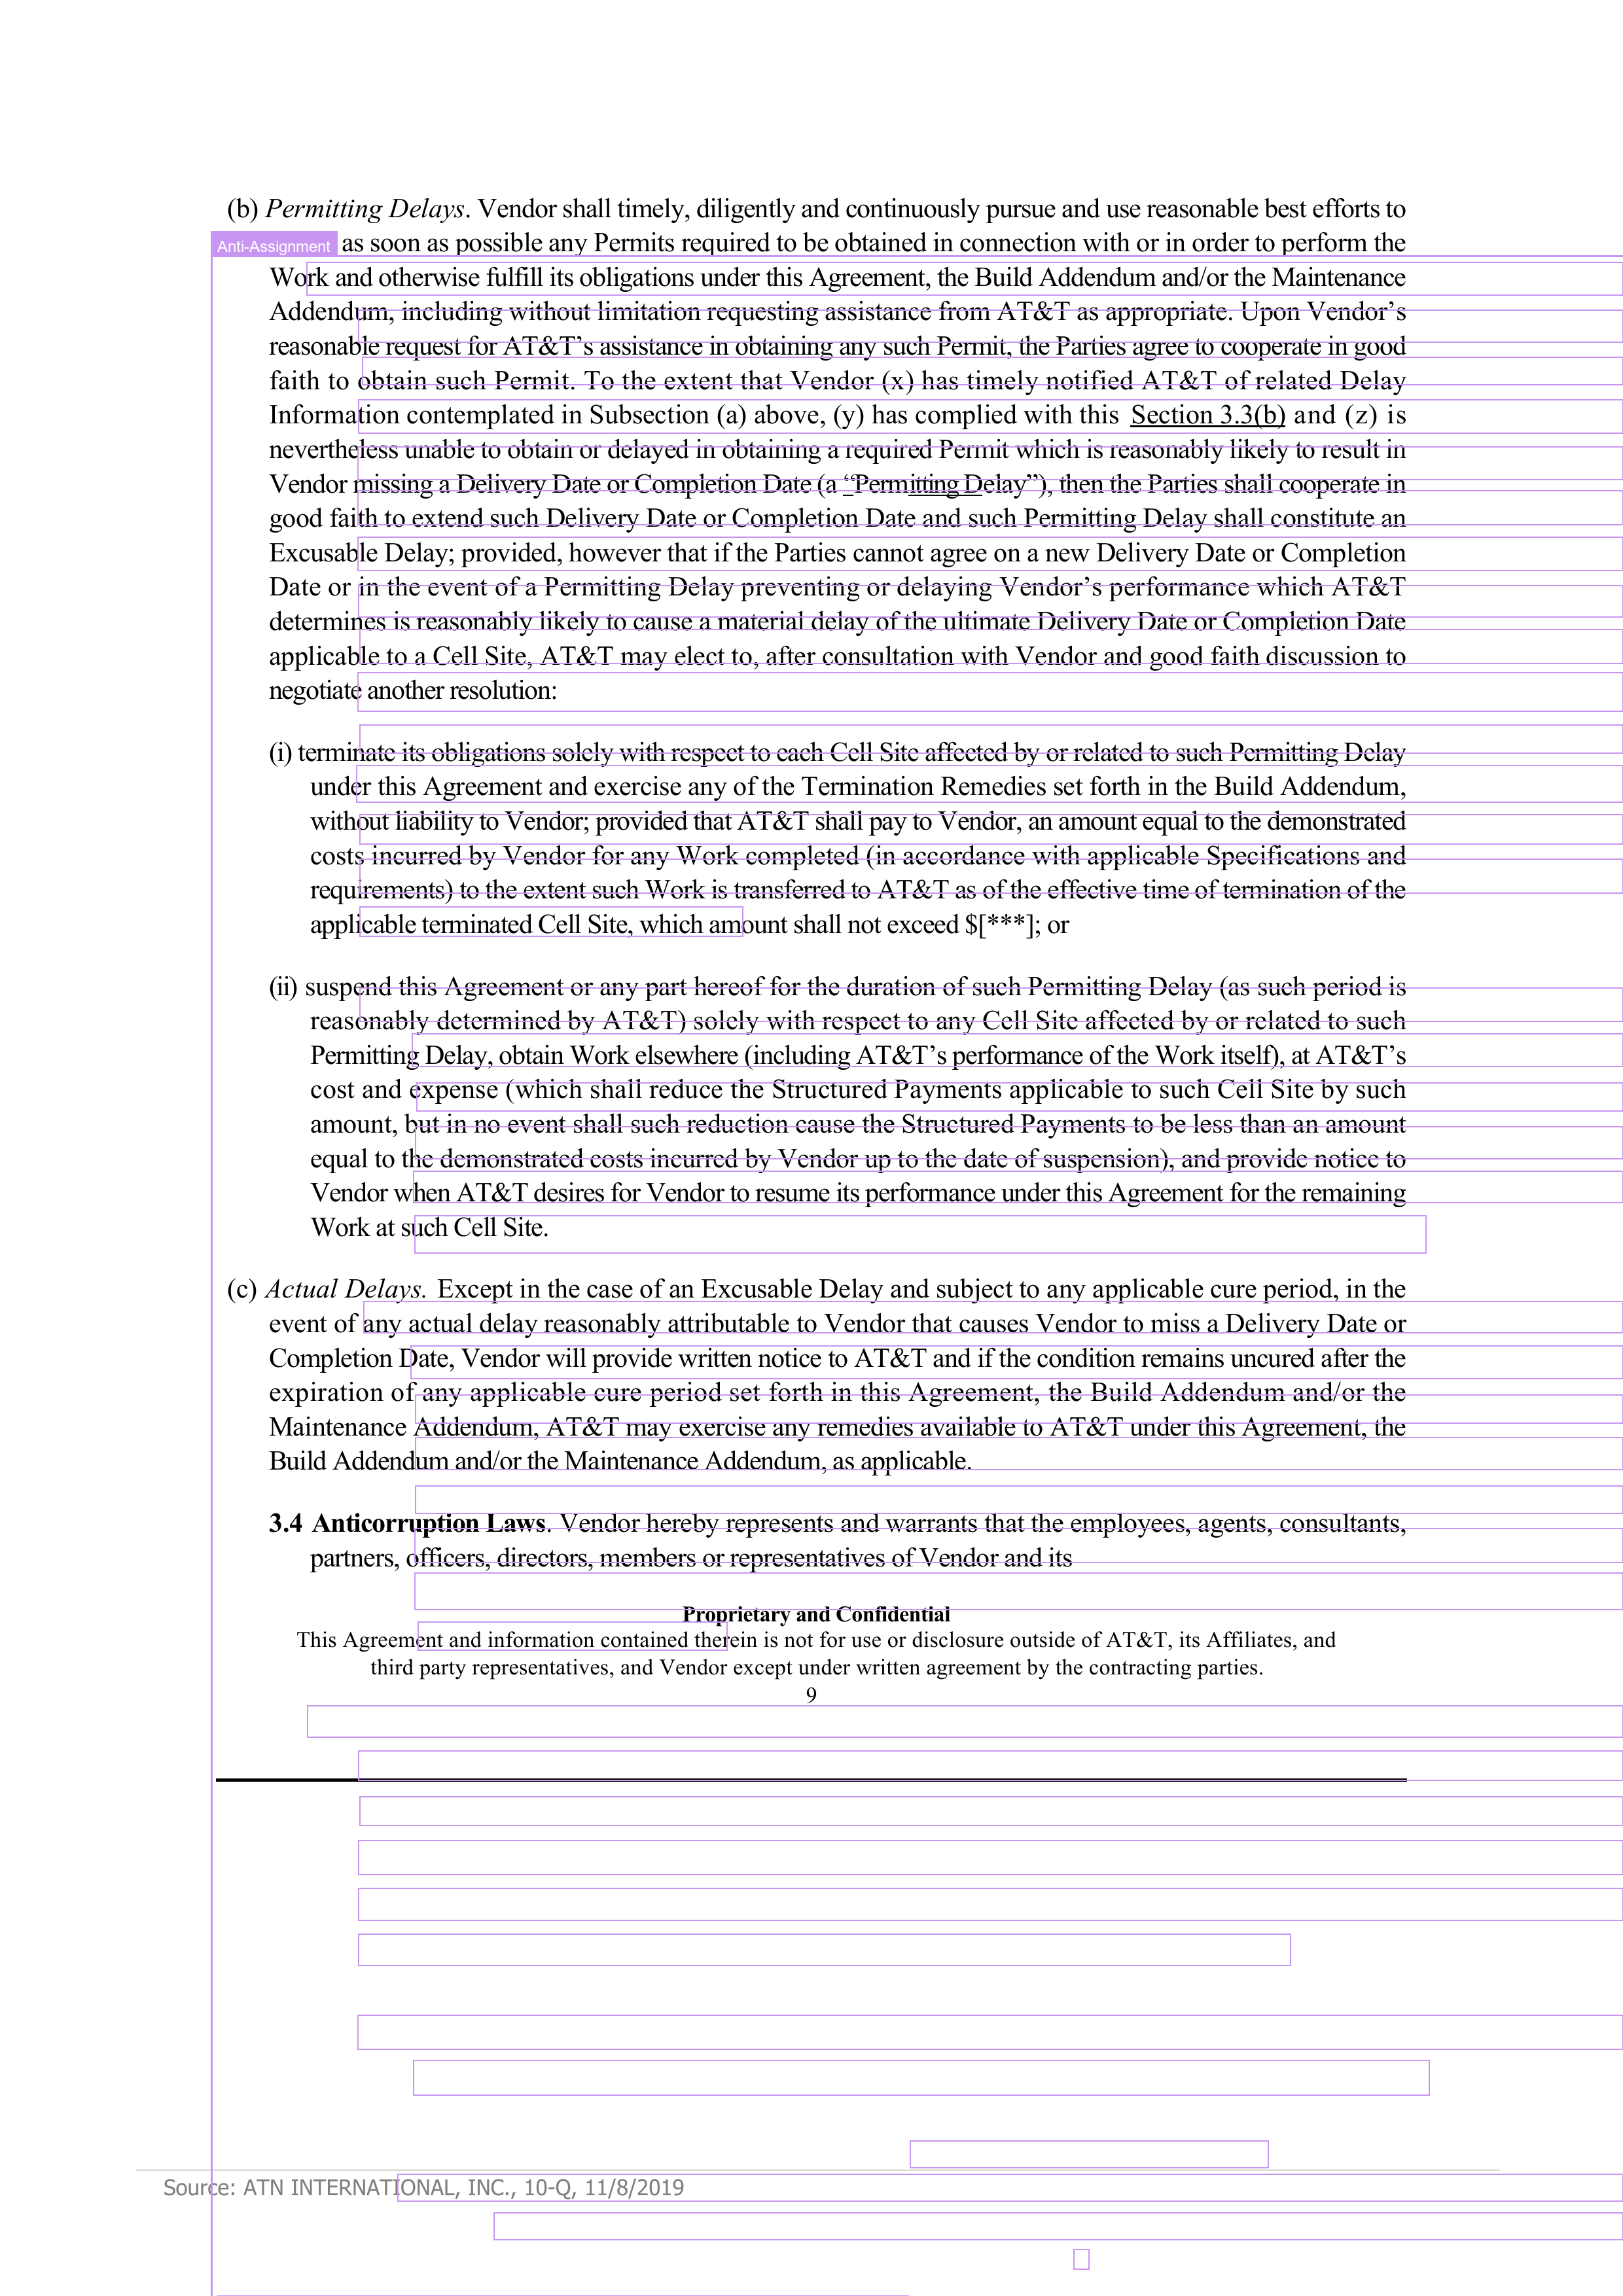 (b) Permitting Delays. Vendor shall timely, diligently and continuously pursue and use reasonable best efforts to
Anti-Assignment as soon as possible any Permits required to be obtained in connection with or in order to perform the
Work and otherwise fulfill its obligations under this Agreement, the Build Addendum and/or the Maintenance
Addendum, including without limitation requesting assistance from AT&T as appropriate. Upon Vendor’s
reasonable request for AT&T’s assistance in obtaining any such Permit, the Parties agree to cooperate in good
faith to obtain such Permit. To the extent that Vendor (x) has timely notified AT&T of related Delay
Information contemplated in Subsection (a) above, (y) has complied with this Section 3.3(b) and (z) is
nevertheless unable to obtain or delayed in obtaining a required Permit which is reasonably likely to result in
Vendor missing a Delivery Date or Completion Date (a “Permitting Delay”), then the Parties shall cooperate in
good faith to extend such Delivery Date or Completion Date and such Permitting Delay shall constitute an
Excusable Delay; provided, however that if the Parties cannot agree on a new Delivery Date or Completion
Date or in the event of a Permitting Delay preventing or delaying Vendor’s performance which AT&T
determines is reasonably likely to cause a material delay of the ultimate Delivery Date or Completion Date
applicable to a Cell Site, AT&T may elect to, after consultation with Vendor and good faith discussion to
negotiate another resolution:
(i) terminate its obligations solely with respect to each Cell Site affected by or related to such Permitting Delay
under this Agreement and exercise any of the Termination Remedies set forth in the Build Addendum,
without liability to Vendor; provided that AT&T shall pay to Vendor, an amount equal to the demonstrated
costs incurred by Vendor for any Work completed (in accordance with applicable Specifications and
requirements) to the extent such Work is transferred to AT&T as of the effective time of termination of the
applicable terminated Cell Site, which amount shall not exceed $[***]; or
(ii) suspend this Agreement or any part hereof for the duration of such Permitting Delay (as such period is
reasonably determined by AT&T) solely with respect to any Cell Site affected by or related to such
Permitting Delay, obtain Work elsewhere (including AT&T’s performance of the Work itself), at AT&T’s
cost and expense (which shall reduce the Structured Payments applicable to such Cell Site by such
amount, but in no event shall such reduction cause the Structured Payments to be less than an amount
equal to the demonstrated costs incurred by Vendor up to the date of suspension), and provide notice to
Vendor when AT&T desires for Vendor to resume its performance under this Agreement for the remaining
Work at such Cell Site.
(c) Actual Delays. Except in the case of an Excusable Delay and subject to any applicable cure period, in the
event of any actual delay reasonably attributable to Vendor that causes Vendor to miss a Delivery Date or
Completion Date, Vendor will provide written notice to AT&T and if the condition remains uncured after the
expiration of any applicable cure period set forth in this Agreement, the Build Addendum and/or the
Maintenance Addendum, AT&T may exercise any remedies available to AT&T under this Agreement, the
Build Addendum and/or the Maintenance Addendum, as applicable.
3.4 Anticorruption Laws. Vendor hereby represents and warrants that the employees, agents, consultants,
partners, officers, directors, members or representatives of Vendor and its
Proprietary and Confidential
This Agreement and information contained therein is not for use or disclosure outside of AT&T, its Affiliates, and
third party representatives, and Vendor except under written agreement by the contracting parties.
9
Source: ATN INTERNATIONAL, INC., 10-Q, 11/8/2019